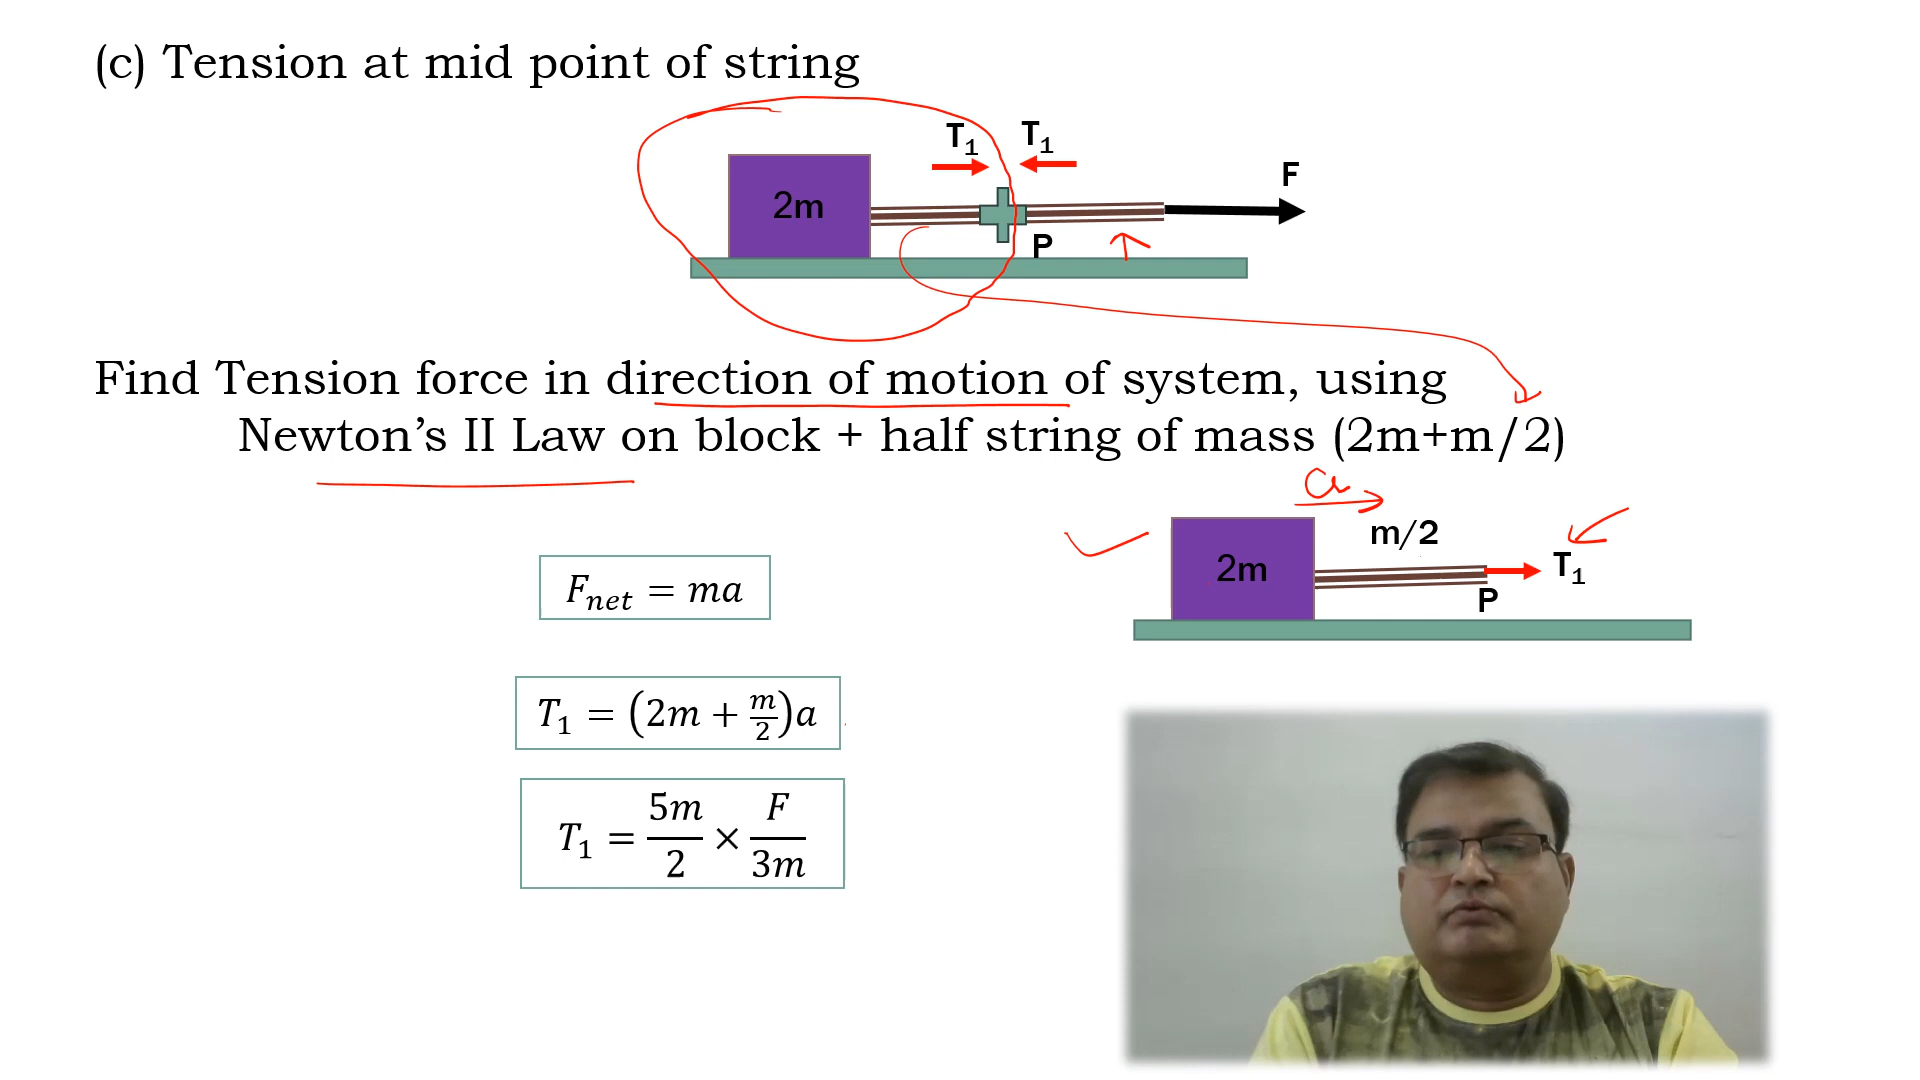 (c) Tension at mid point of string
T₁ T₁
F
2m
P
Find Tension force in direction of motion of system, using
Newton's II Law on block + half string of mass (2m+m/2)
a
m/2
2m
T₁
P
F_net = ma
T₁ = (2m + m/2)a
T₁ = 5m/2 × F/3m